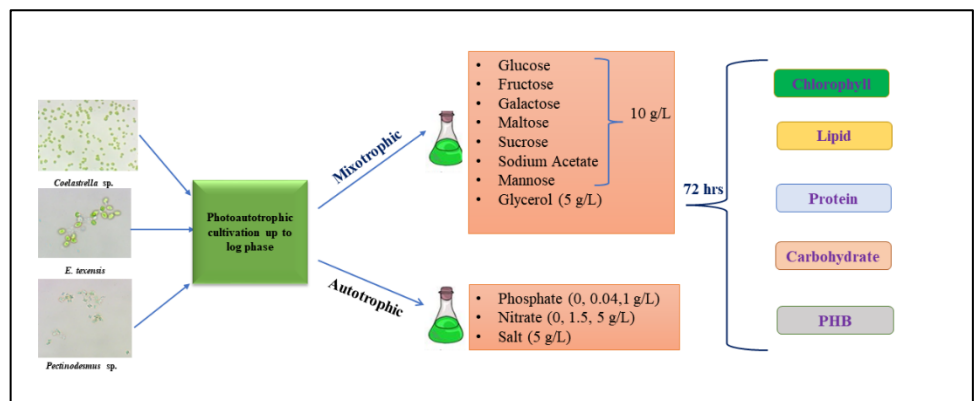 Coelastrella sp.
E. texensis
Pectinodesmus sp.
Photoautotrophic
cultivation up to
log phase
Mixotrophic
Autotrophic
• Glucose
• Fructose
• Galactose
• Maltose
• Sucrose
• Sodium Acetate
• Mannose
• Glycerol (5 g/L)
10 g/L
• Phosphate (0, 0.04,1 g/L)
• Nitrate (0, 1.5, 5 g/L)
• Salt (5 g/L)
72 hrs
Chlorophyll
Lipid
Protein
Carbohydrate
PHB